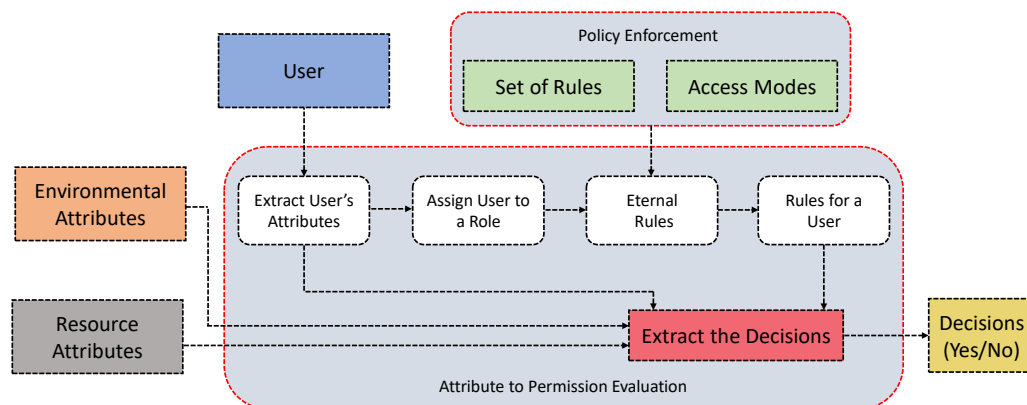 Policy Enforcement
User
Set of Rules
Access Modes
Environmental
Attributes
Extract User's
Attributes
Assign User to
a Role
Eternal
Rules
Rules for a
User
Resource
Attributes
Extract the Decisions
Decisions
(Yes/No)
Attribute to Permission Evaluation